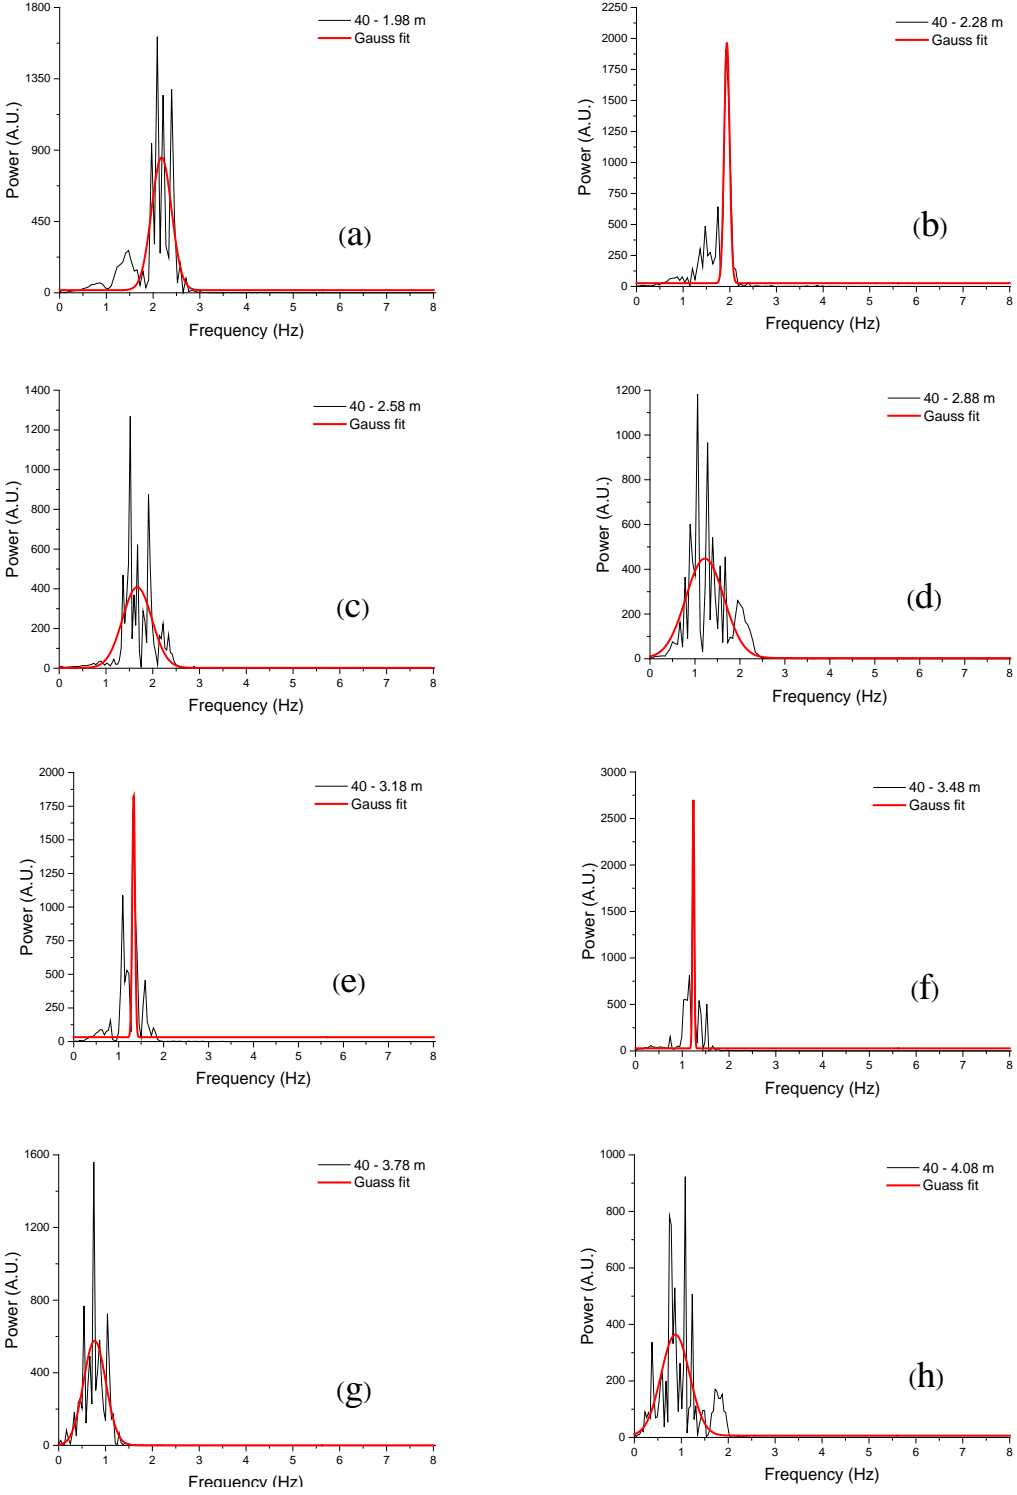 40 - 1.98 m
Gauss fit
1800
1350
900
450
0
Power (A.U.)
(a)
0 1 2 3 4 5 6 7 8
Frequency (Hz)
40 - 2.28 m
Gauss fit
2250
2000
1750
1500
1250
1000
750
500
250
0
Power (A.U.)
(b)
0 1 2 3 4 5 6 7 8
Frequency (Hz)
40 - 2.58 m
Gauss fit
1400
1200
1000
800
600
400
200
0
Power (A.U.)
(c)
0 1 2 3 4 5 6 7 8
Frequency (Hz)
40 - 2.88 m
Gauss fit
1200
1000
800
600
400
200
0
Power (A.U.)
(d)
0 1 2 3 4 5 6 7 8
Frequency (Hz)
40 - 3.18 m
Gauss fit
2000
1750
1500
1250
1000
750
500
250
0
Power (A.U.)
(e)
0 1 2 3 4 5 6 7 8
Frequency (Hz)
40 - 3.48 m
Gauss fit
3000
2500
2000
1500
1000
500
0
Power (A.U.)
(f)
0 1 2 3 4 5 6 7 8
Frequency (Hz)
40 - 3.78 m
Guass fit
1600
1200
800
400
0
Power (A.U.)
(g)
0 1 2 3 4 5 6 7 8
Frequency (Hz)
40 - 4.08 m
Guass fit
1000
800
600
400
200
0
Power (A.U.)
(h)
0 1 2 3 4 5 6 7 8
Frequency (Hz)